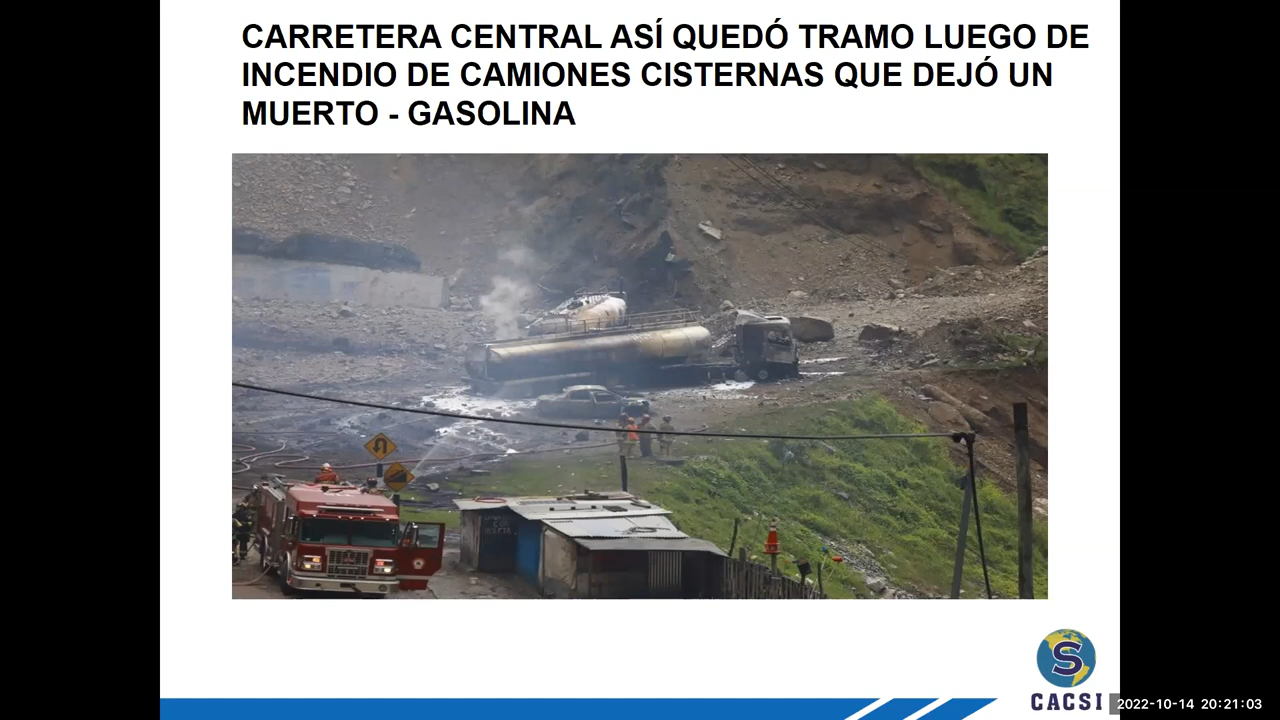 CARRETERA CENTRAL ASÍ QUEDÓ TRAMO LUEGO DE
INCENDIO DE CAMIONES CISTERNAS QUE DEJÓ UN
MUERTO - GASOLINA
S
CACSI
2022-10-14 20:21:03